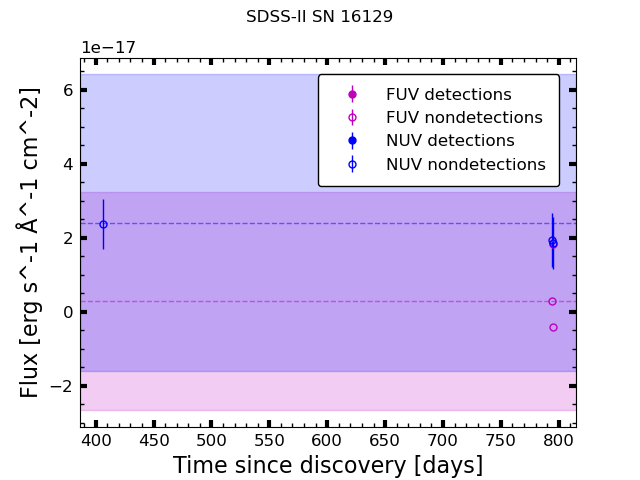 SDSS-II SN 16129
1e−17
FUV detections
FUV nondetections
NUV detections
NUV nondetections
6
4
2
0
−2
Flux [erg s^-1 Å^-1 cm^-2]
400 450 500 550 600 650 700 750 800
Time since discovery [days]